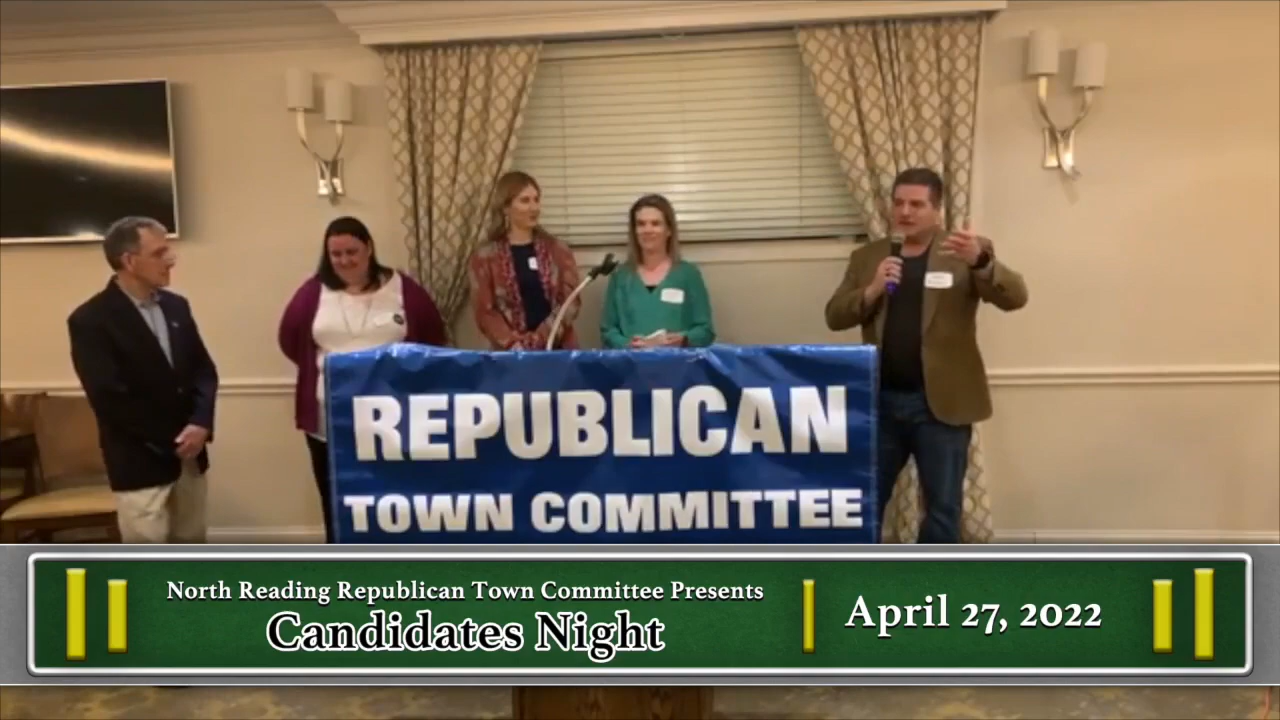 REPUBLICAN
TOWN COMMITTEE
North Reading Republican Town Committee Presents
Candidates Night
April 27, 2022